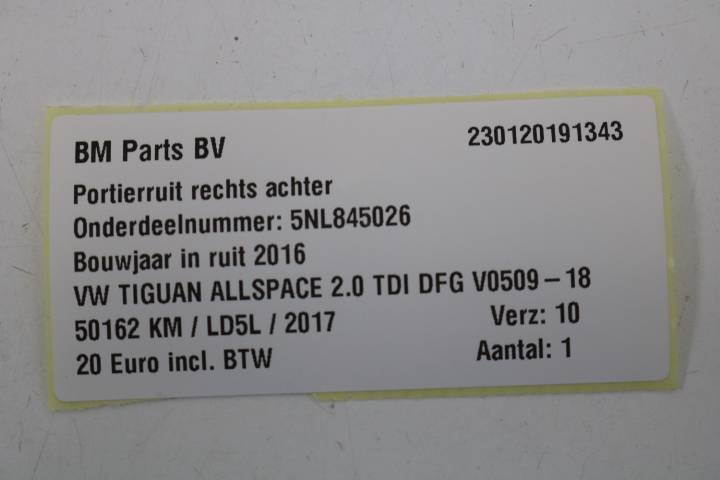 BM Parts BV 230120191343
Portierruit rechts achter
Onderdeelnummer: 5NL845026
Bouwjaar in ruit 2016
VW TIGUAN ALLSPACE 2.0 TDI DFG V0509 – 18
50162 KM / LD5L / 2017 Verz: 10
20 Euro incl. BTW Aantal: 1